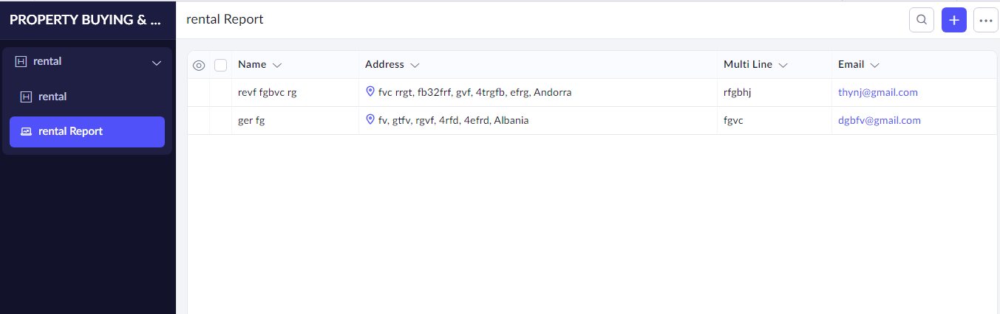 PROPERTY BUYING & ...
rental Report
rental
rental
rental Report
Name Address Multi Line Email
revf fgbvc rg fvc rrgt, fb32frf, gvf, 4trgfb, efrg, Andorra rfgbhj thynj@gmail.com
ger fg fv, gtfv, rgvf, 4rfd, 4efrd, Albania fgvc dgbfv@gmail.com